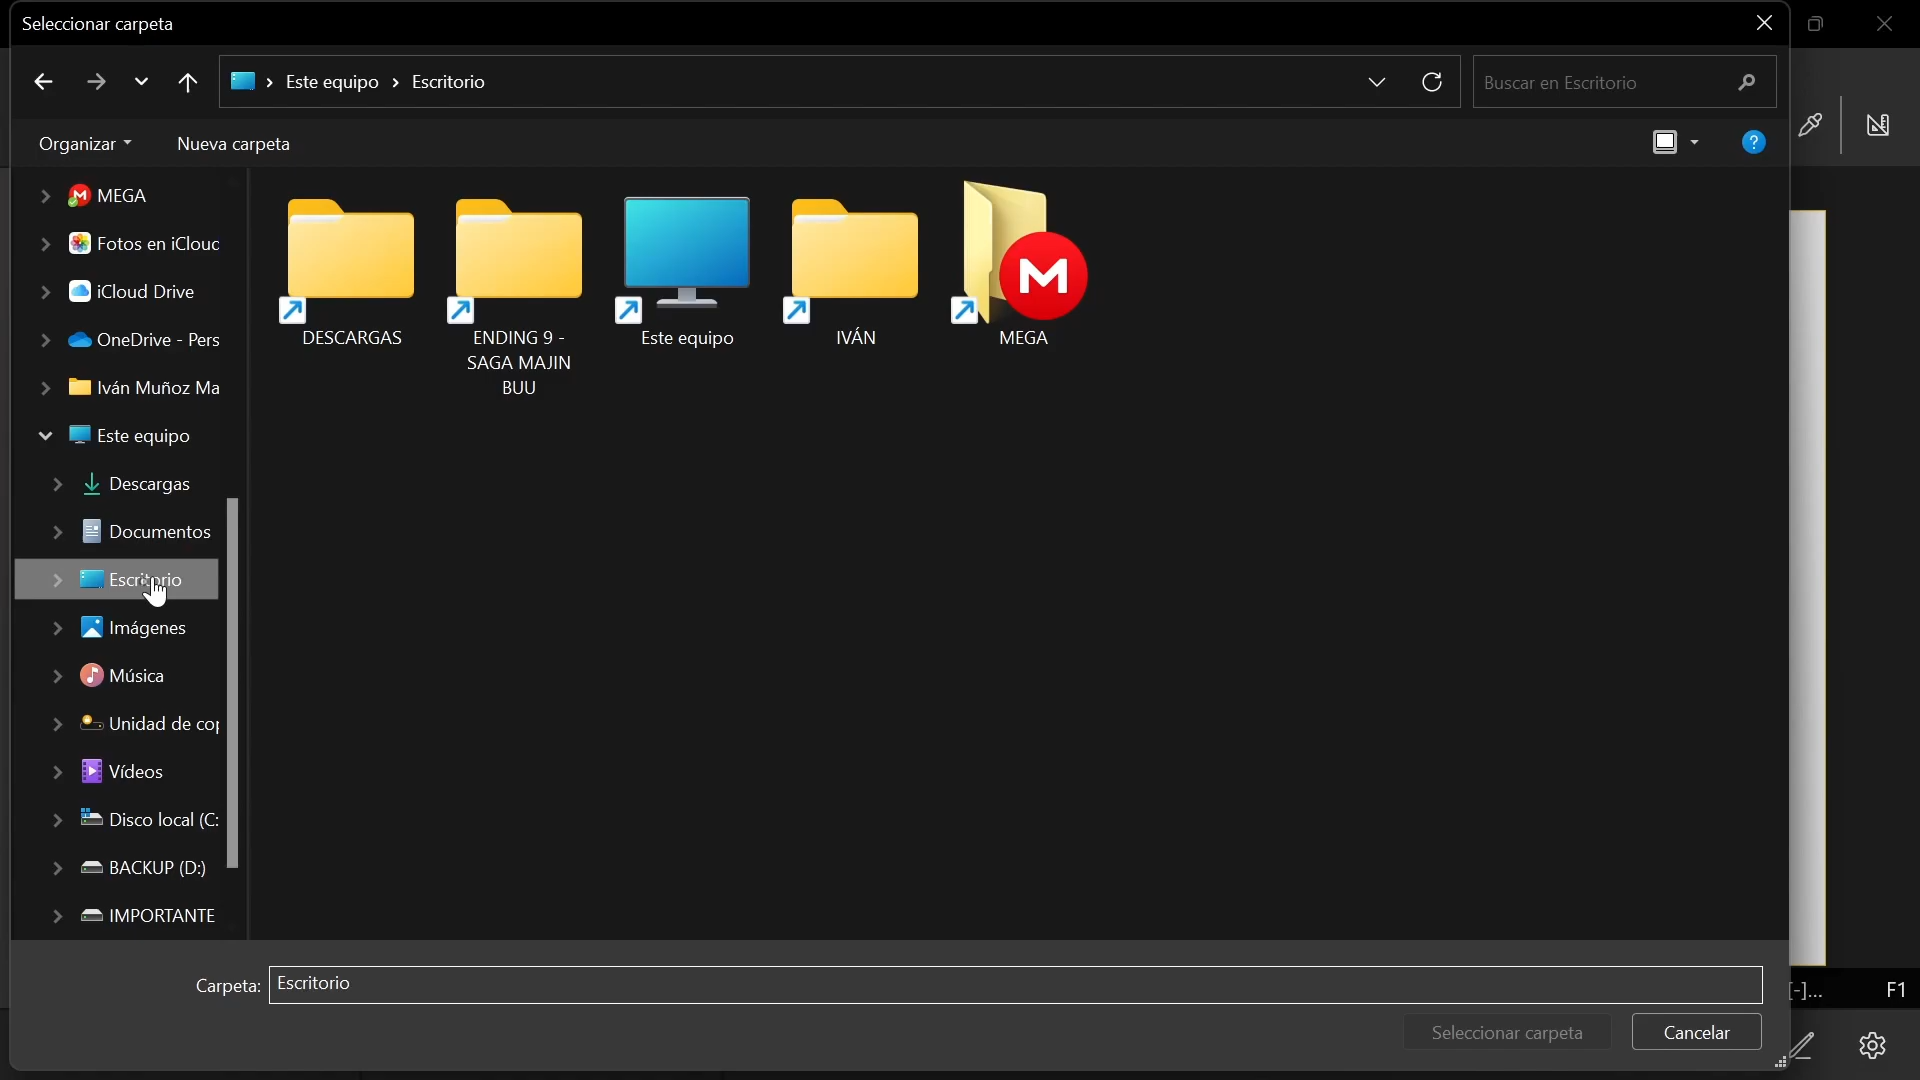 Seleccionar carpeta
Este equipo
Escritorio
Buscar en Escritorio
Organizar
Nueva carpeta
?
MEGA
Fotos en iCloud
iCloud Drive
OneDrive - Pers
Iván Muñoz Ma
Este equipo
Descargas
Documentos
Escritorio
Imágenes
Música
Unidad de cop
Vídeos
Disco local (C:
BACKUP (D:)
IMPORTANTE
DESCARGAS
ENDING 9 -
SAGA MAJIN
BUU
Este equipo
IVÁN
M
MEGA
Carpeta:
Escritorio
Seleccionar carpeta
Cancelar
[-]...
F1